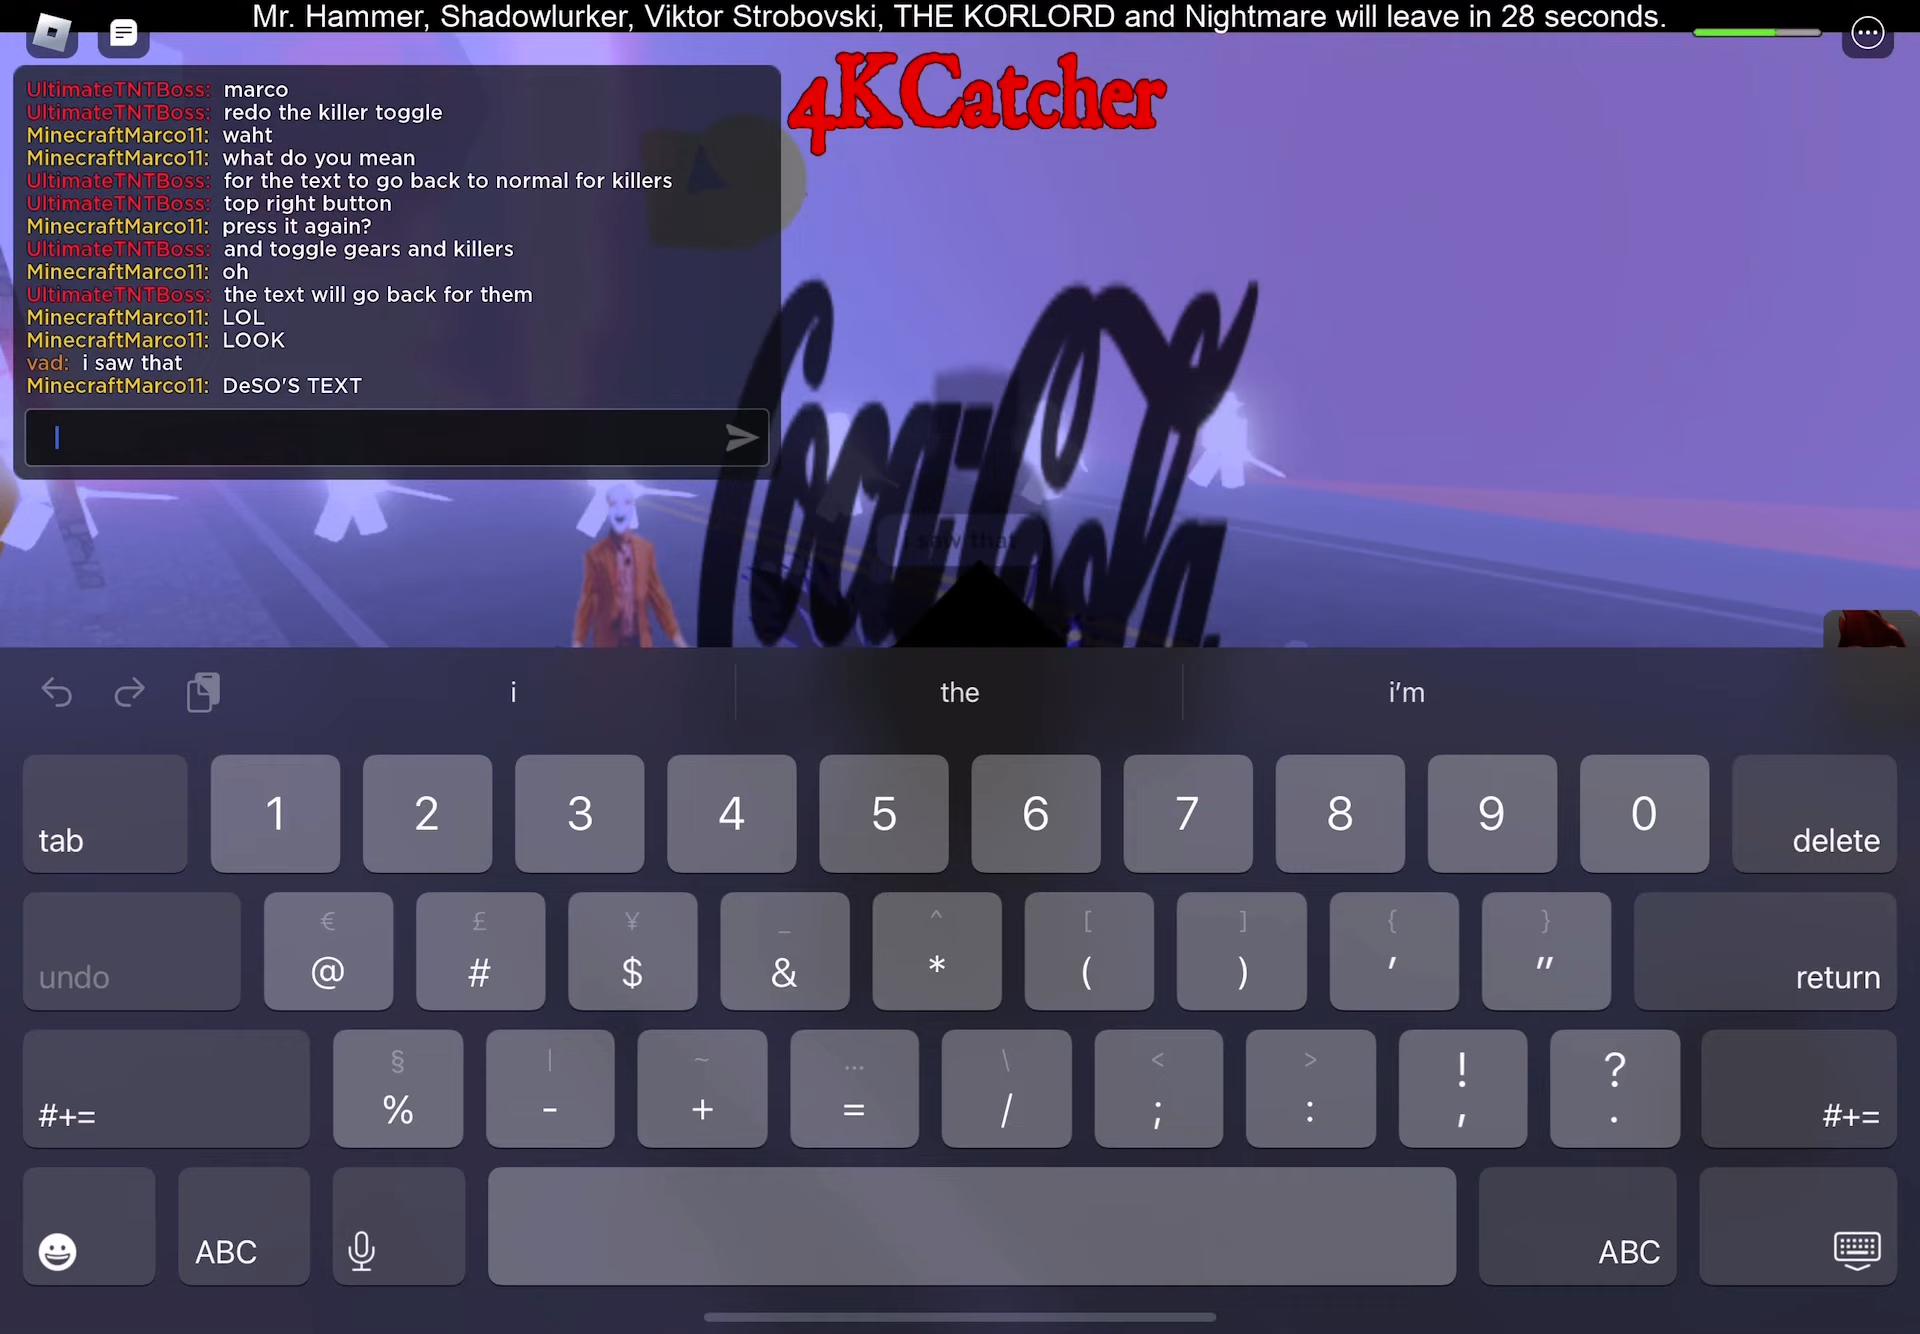 Mr. Hammer, Shadowlurker, Viktor Strobovski, THE KORLORD and Nightmare will leave in 28 seconds.
4KCatcher
UltimateTNTBoss: marco
UltimateTNTBoss: redo the killer toggle
MinecraftMarco11: waht
MinecraftMarco11: what do you mean
UltimateTNTBoss: for the text to go back to normal for killers
UltimateTNTBoss: top right button
MinecraftMarco11: press it again?
UltimateTNTBoss: and toggle gears and killers
MinecraftMarco11: oh
UltimateTNTBoss: the text will go back for them
MinecraftMarco11: LOL
MinecraftMarco11: LOOK
vad: i saw that
MinecraftMarco11: DeSO'S TEXT
Coca-Cola
i saw that
i the i'm
tab 1 2 3 4 5 6 7 8 9 0 delete
€ £ ¥ _ ^ [ ] { }
undo @ # $ & * ( ) ' " return
§ | ~ … \ < > ! ?
#+= % - + = / ; : , . #+=
ABC ABC